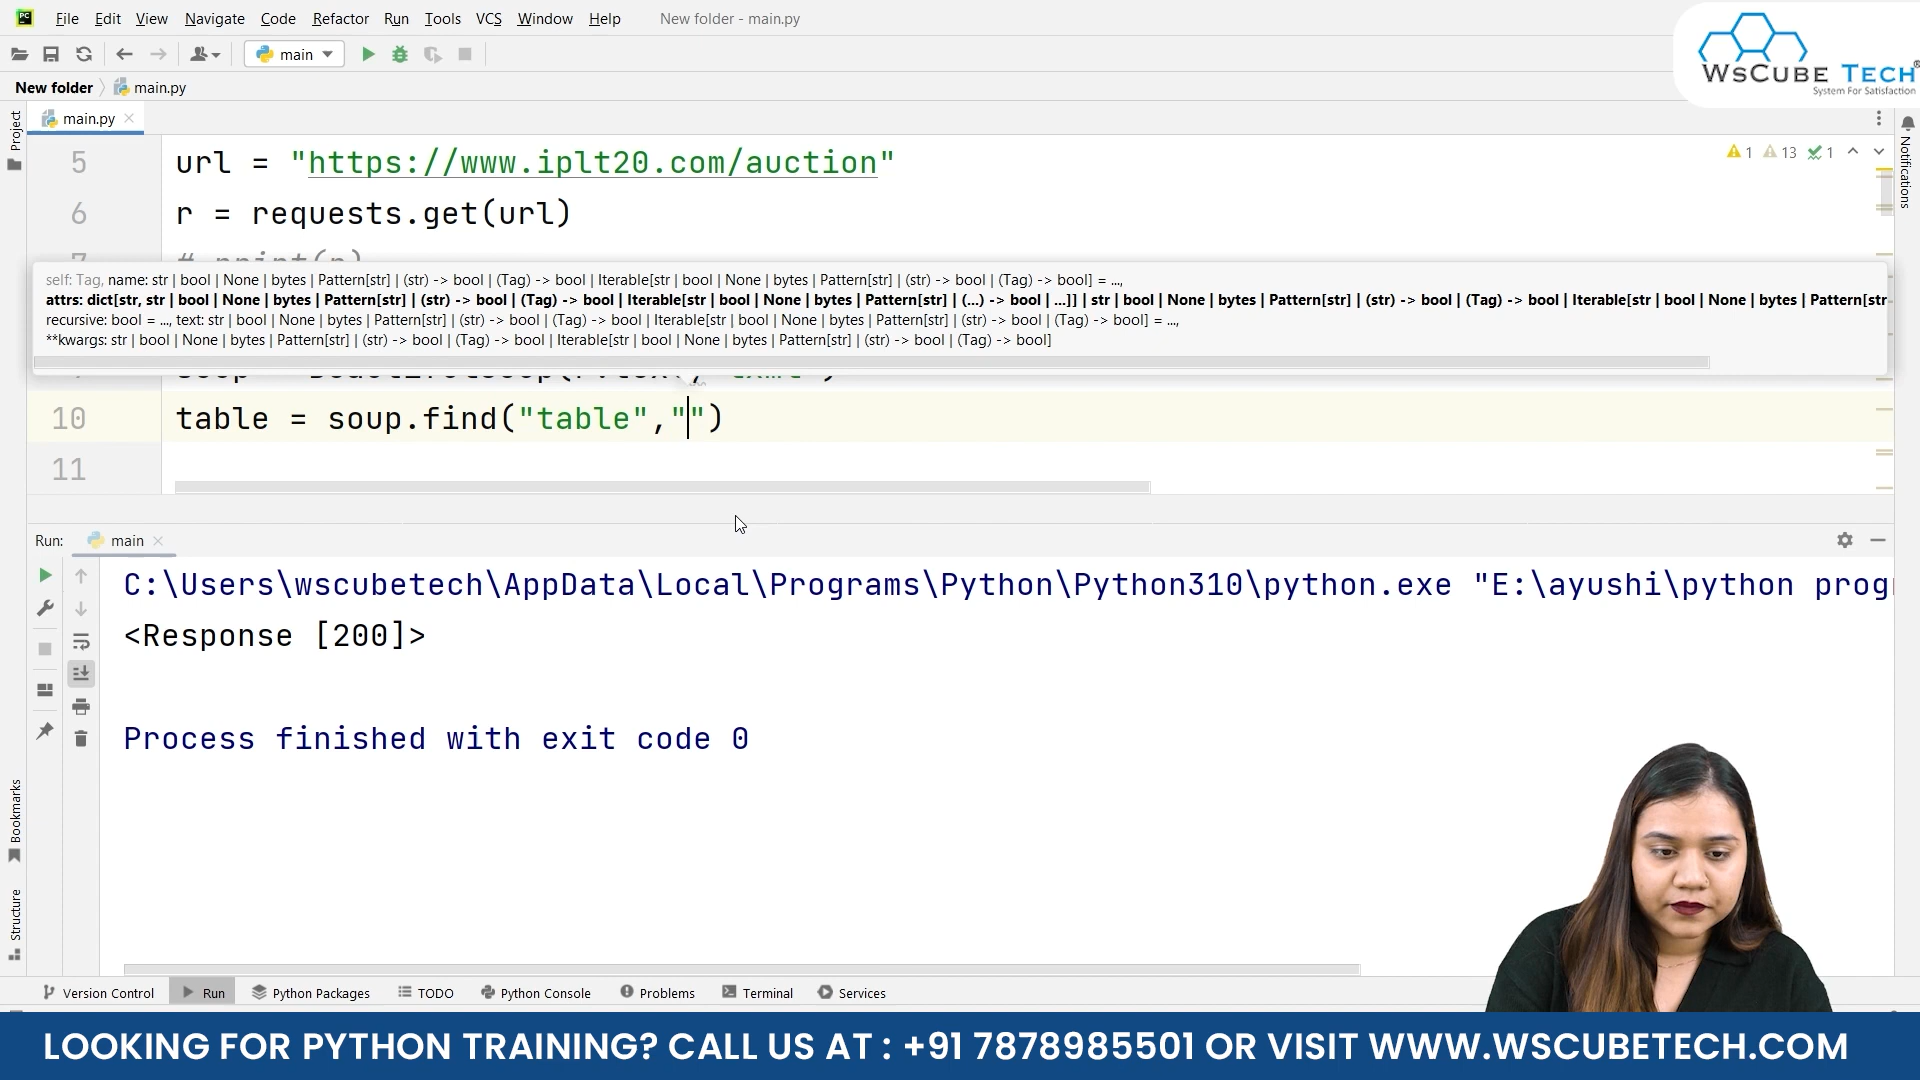 File Edit View Navigate Code Refactor Run Tools VCS Window Help New folder - main.py
main
WsCube Tech®
System For Satisfaction
New folder main.py
Project
main.py
Notifications
1 13 1
5 url = "https://www.iplt20.com/auction"
6 r = requests.get(url)
self: Tag, name: str | bool | None | bytes | Pattern[str] | (str) -> bool | (Tag) -> bool | Iterable[str | bool | None | bytes | Pattern[str] | (str) -> bool | (Tag) -> bool] = ...,
attrs: dict[str, str | bool | None | bytes | Pattern[str] | (str) -> bool | (Tag) -> bool | Iterable[str | bool | None | bytes | Pattern[str] | (...) -> bool | ...]] | str | bool | None | bytes | Pattern[str] | (str) -> bool | (Tag) -> bool | Iterable[str | bool | None | bytes | Pattern[str
recursive: bool = ..., text: str | bool | None | bytes | Pattern[str] | (str) -> bool | (Tag) -> bool | Iterable[str | bool | None | bytes | Pattern[str] | (str) -> bool | (Tag) -> bool] = ...,
**kwargs: str | bool | None | bytes | Pattern[str] | (str) -> bool | (Tag) -> bool | Iterable[str | bool | None | bytes | Pattern[str] | (str) -> bool | (Tag) -> bool]
10 table = soup.find("table","")
11
Run: main
C:\Users\wscubetech\AppData\Local\Programs\Python\Python310\python.exe "E:\ayushi\python prog
<Response [200]>
Process finished with exit code 0
Bookmarks
Structure
Version Control Run Python Packages TODO Python Console Problems Terminal Services
LOOKING FOR PYTHON TRAINING? CALL US AT : +91 7878985501 OR VISIT WWW.WSCUBETECH.COM